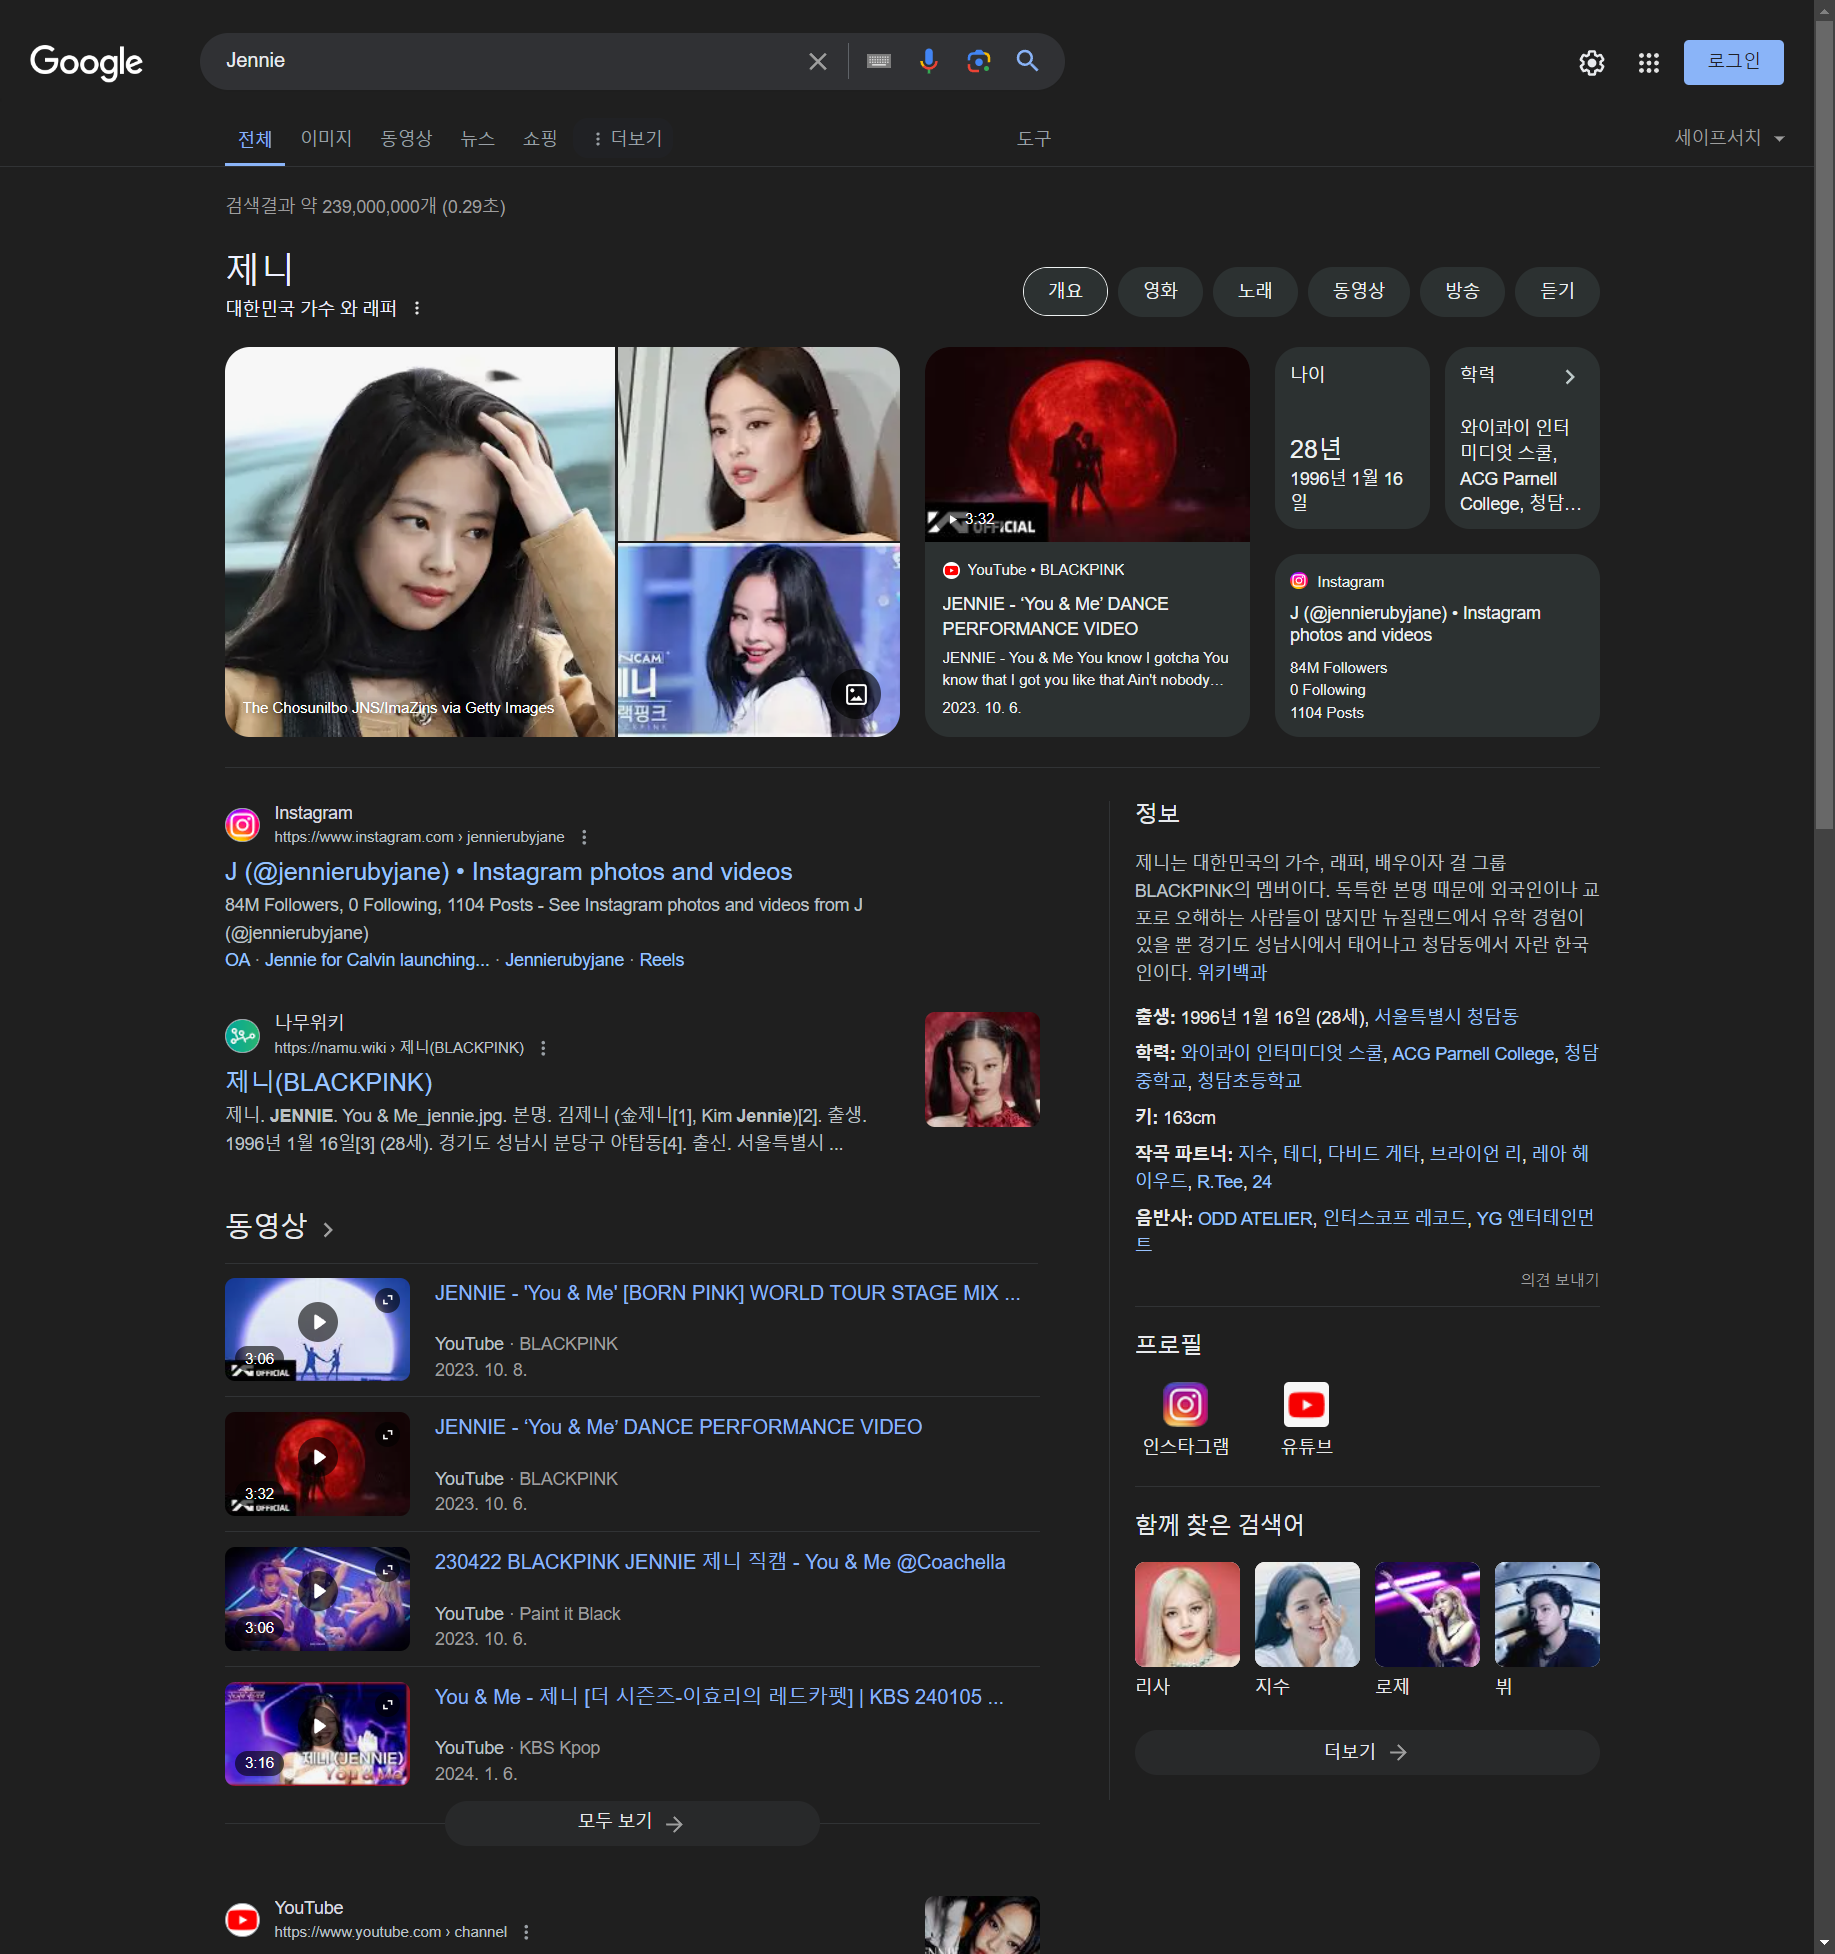 Google
Jennie
로그인
전체 이미지 동영상 뉴스 쇼핑 더보기 도구 세이프서치
검색결과 약 239,000,000개 (0.29초)
제니
대한민국 가수 와 래퍼
개요 영화 노래 동영상 방송 듣기
The Chosunilbo JNS/ImaZins via Getty Images
랙핑크
3:32
OFFICIAL
YouTube • BLACKPINK
JENNIE - ‘You & Me’ DANCE
PERFORMANCE VIDEO
JENNIE - You & Me You know I gotcha You
know that I got you like that Ain't nobody…
2023. 10. 6.
나이
28년
1996년 1월 16
일
학력
와이콰이 인터
미디엇 스쿨,
ACG Parnell
College, 청담…
Instagram
J (@jennierubyjane) • Instagram
photos and videos
84M Followers
0 Following
1104 Posts
Instagram
https://www.instagram.com › jennierubyjane
J (@jennierubyjane) • Instagram photos and videos
84M Followers, 0 Following, 1104 Posts - See Instagram photos and videos from J
(@jennierubyjane)
OA · Jennie for Calvin launching... · Jennierubyjane · Reels
나무위키
https://namu.wiki › 제니(BLACKPINK)
제니(BLACKPINK)
제니. JENNIE. You & Me_jennie.jpg. 본명. 김제니 (金제니[1], Kim Jennie)[2]. 출생.
1996년 1월 16일[3] (28세). 경기도 성남시 분당구 야탑동[4]. 출신. 서울특별시 ...
동영상
JENNIE - 'You & Me' [BORN PINK] WORLD TOUR STAGE MIX ...
3:06
OFFICIAL
YouTube · BLACKPINK
2023. 10. 8.
JENNIE - ‘You & Me’ DANCE PERFORMANCE VIDEO
3:32
OFFICIAL
YouTube · BLACKPINK
2023. 10. 6.
230422 BLACKPINK JENNIE 제니 직캠 - You & Me @Coachella
3:06
YouTube · Paint it Black
2023. 10. 6.
You & Me - 제니 [더 시즌즈-이효리의 레드카펫] | KBS 240105 ...
3:16
제니(JENNIE)
You & Me
YouTube · KBS Kpop
2024. 1. 6.
모두 보기
YouTube
https://www.youtube.com › channel
정보
제니는 대한민국의 가수, 래퍼, 배우이자 걸 그룹
BLACKPINK의 멤버이다. 독특한 본명 때문에 외국인이나 교
포로 오해하는 사람들이 많지만 뉴질랜드에서 유학 경험이
있을 뿐 경기도 성남시에서 태어나고 청담동에서 자란 한국
인이다. 위키백과
출생: 1996년 1월 16일 (28세), 서울특별시 청담동
학력: 와이콰이 인터미디엇 스쿨, ACG Parnell College, 청담
중학교, 청담초등학교
키: 163cm
작곡 파트너: 지수, 테디, 다비드 게타, 브라이언 리, 레아 헤
이우드, R.Tee, 24
음반사: ODD ATELIER, 인터스코프 레코드, YG 엔터테인먼
트
의견 보내기
프로필
인스타그램 유튜브
함께 찾은 검색어
리사 지수 로제 뷔
더보기